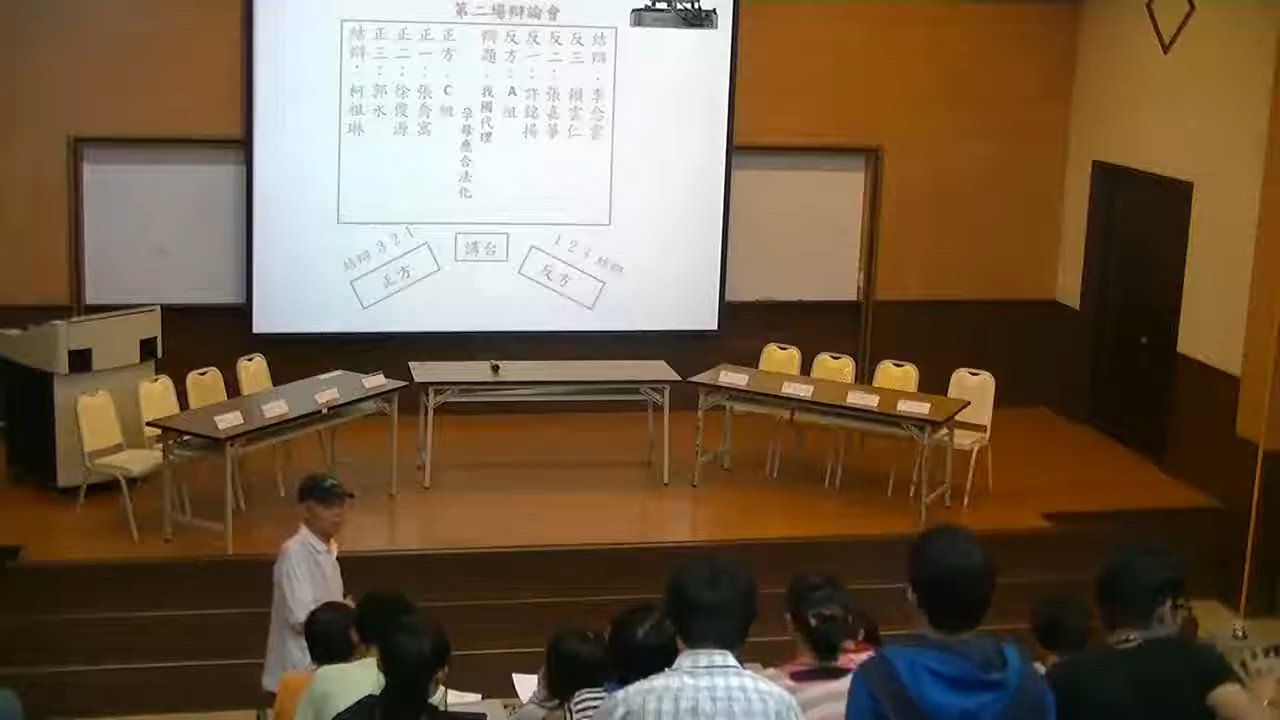 第二場辯論會
結辯：李念雲
反三 賴雲仁
反二：張嘉華
反一：許銘揚
反方：A組
辯題：我國代理
孕母應合法化
正方：C組
正一：張喬寓
正二：徐俊源
正三：郭永
結辯：柯祖琳
結辯 3 2 1
講台
1 2 3 結辯
正方
反方